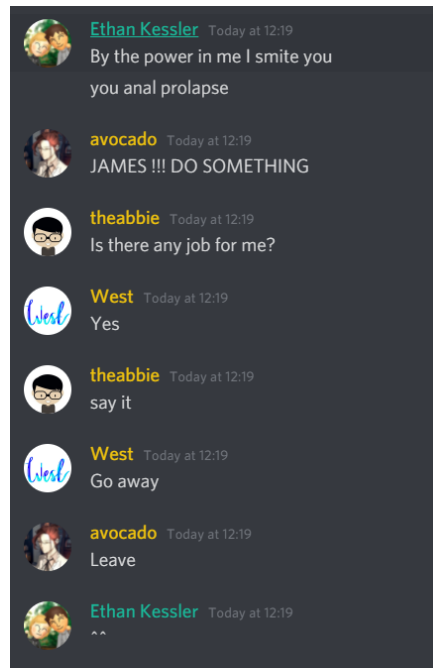 Ethan Kessler Today at 12:19
By the power in me I smite you
you anal prolapse
avocado Today at 12:19
JAMES !!! DO SOMETHING
theabbie Today at 12:19
Is there any job for me?
West
West Today at 12:19
Yes
theabbie Today at 12:19
say it
West
West Today at 12:19
Go away
avocado Today at 12:19
Leave
Ethan Kessler Today at 12:19
^^